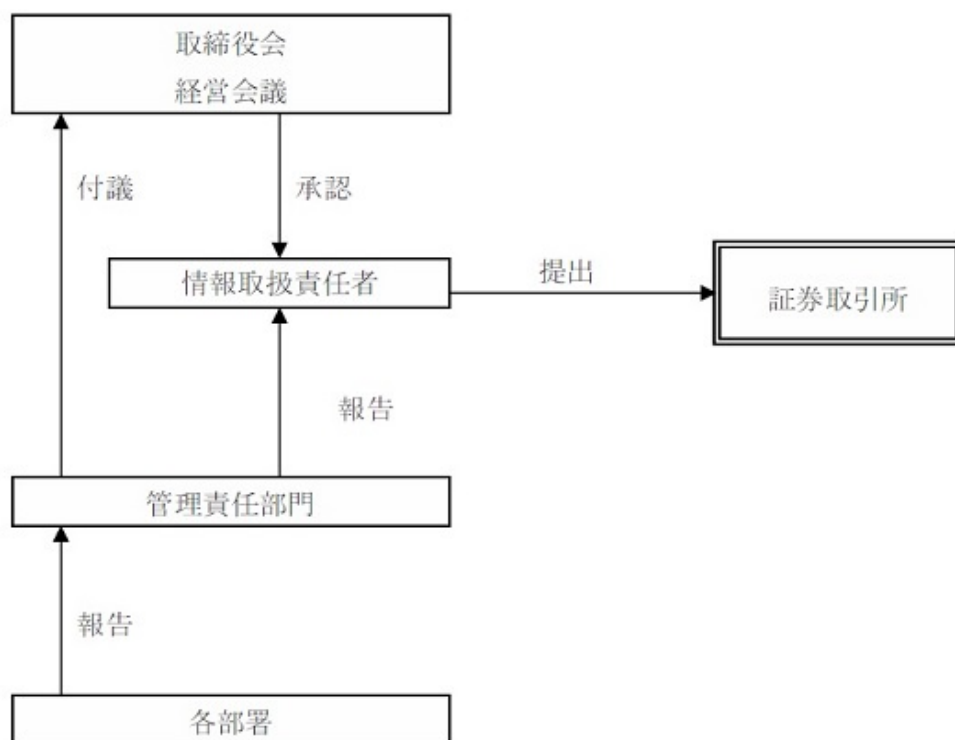 取締役会
経営会議
付議
承認
情報取扱責任者
提出
証券取引所
報告
管理責任部門
報告
各部署